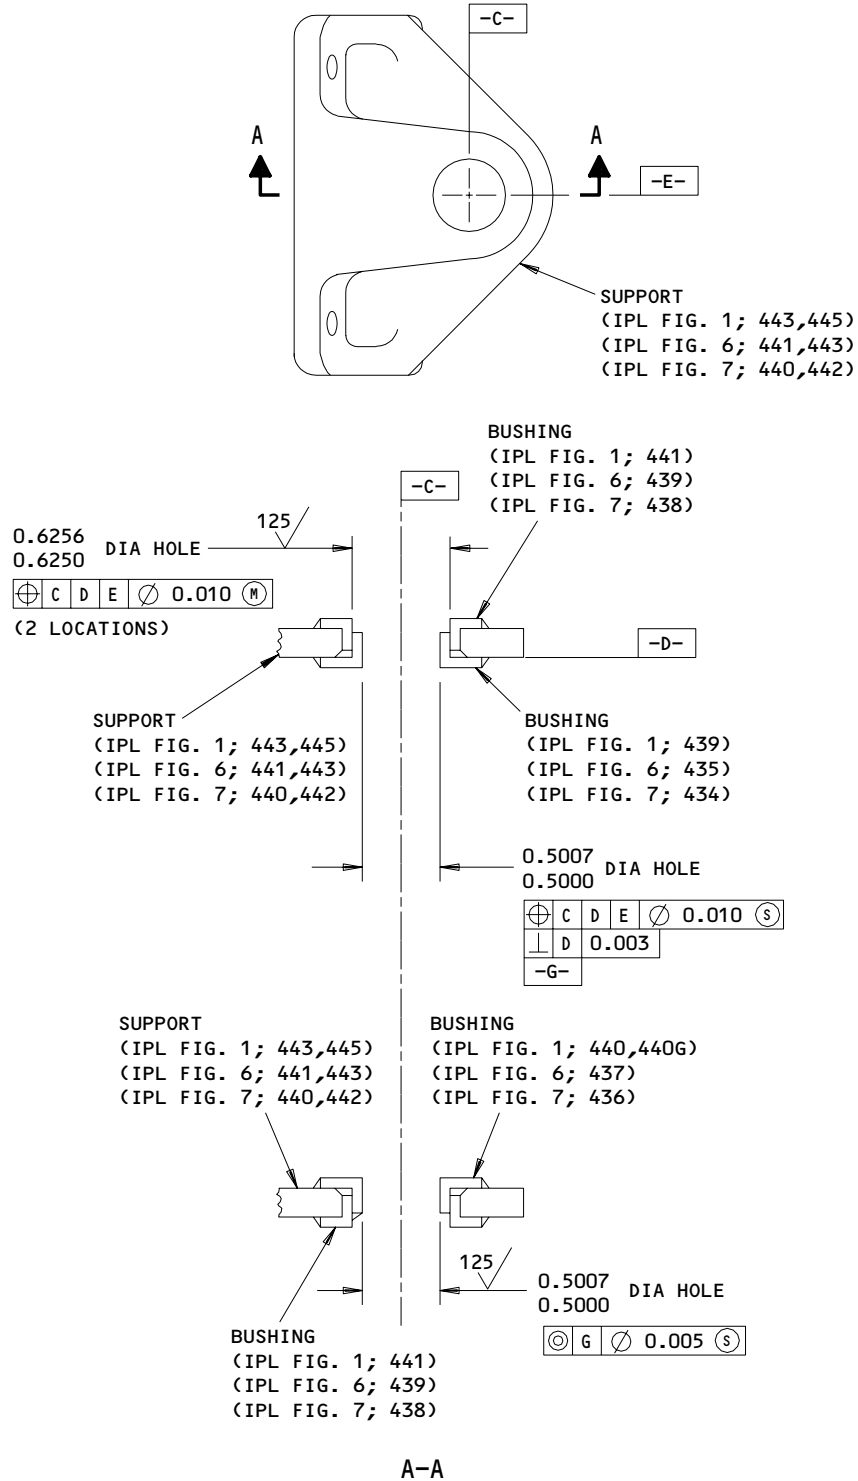 -C-
A
A
-E-
SUPPORT
(IPL FIG. 1; 443,445)
(IPL FIG. 6; 441,443)
(IPL FIG. 7; 440,442)
BUSHING
(IPL FIG. 1; 441)
(IPL FIG. 6; 439)
(IPL FIG. 7; 438)
-C-
125
0.6256
0.6250
DIA HOLE
⌖ C D E ⌀ 0.010 Ⓜ
(2 LOCATIONS)
-D-
SUPPORT
(IPL FIG. 1; 443,445)
(IPL FIG. 6; 441,443)
(IPL FIG. 7; 440,442)
BUSHING
(IPL FIG. 1; 439)
(IPL FIG. 6; 435)
(IPL FIG. 7; 434)
0.5007
0.5000
DIA HOLE
⌖ C D E ⌀ 0.010 Ⓢ
⊥ D 0.003
-G-
SUPPORT
(IPL FIG. 1; 443,445)
(IPL FIG. 6; 441,443)
(IPL FIG. 7; 440,442)
BUSHING
(IPL FIG. 1; 440,440G)
(IPL FIG. 6; 437)
(IPL FIG. 7; 436)
125
0.5007
0.5000
DIA HOLE
◎ G ⌀ 0.005 Ⓢ
BUSHING
(IPL FIG. 1; 441)
(IPL FIG. 6; 439)
(IPL FIG. 7; 438)
A-A